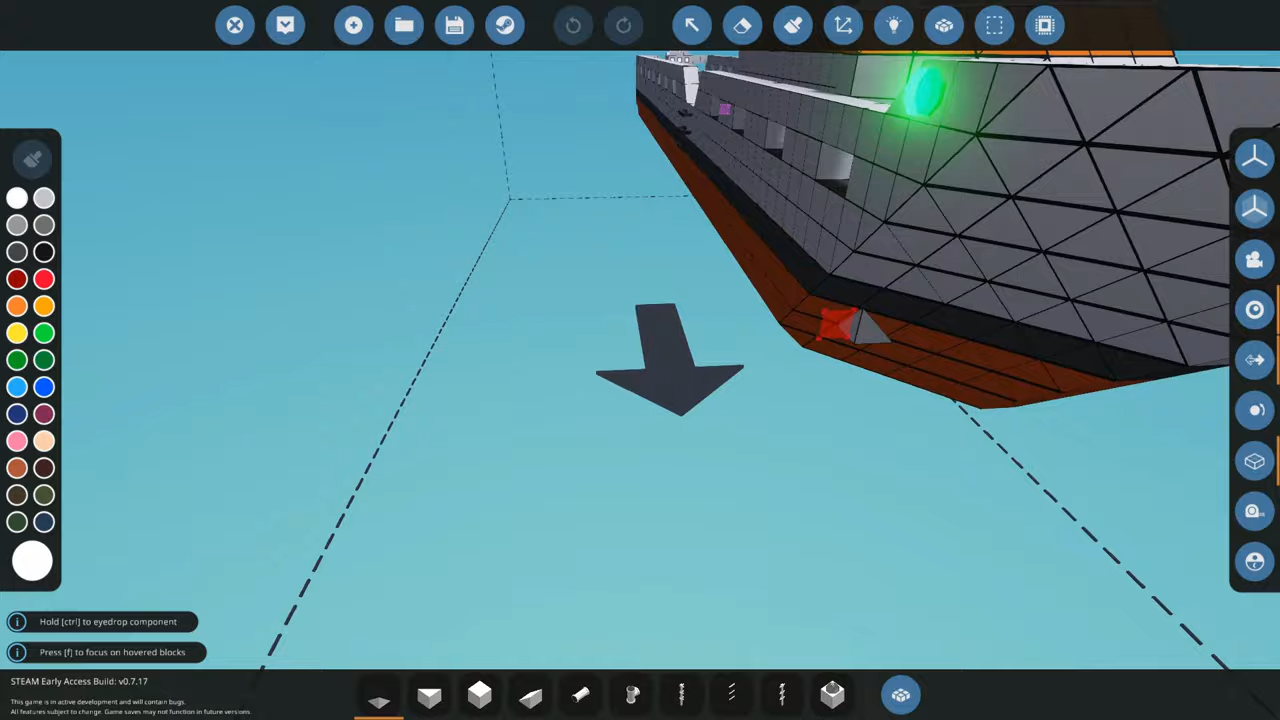 Hold [ctrl] to eyedrop component
Press [f] to focus on hovered blocks
STEAM Early Access Build: v0.7.17
This game is in active development and will contain bugs.
All features subject to change. Game saves may not function in future versions.